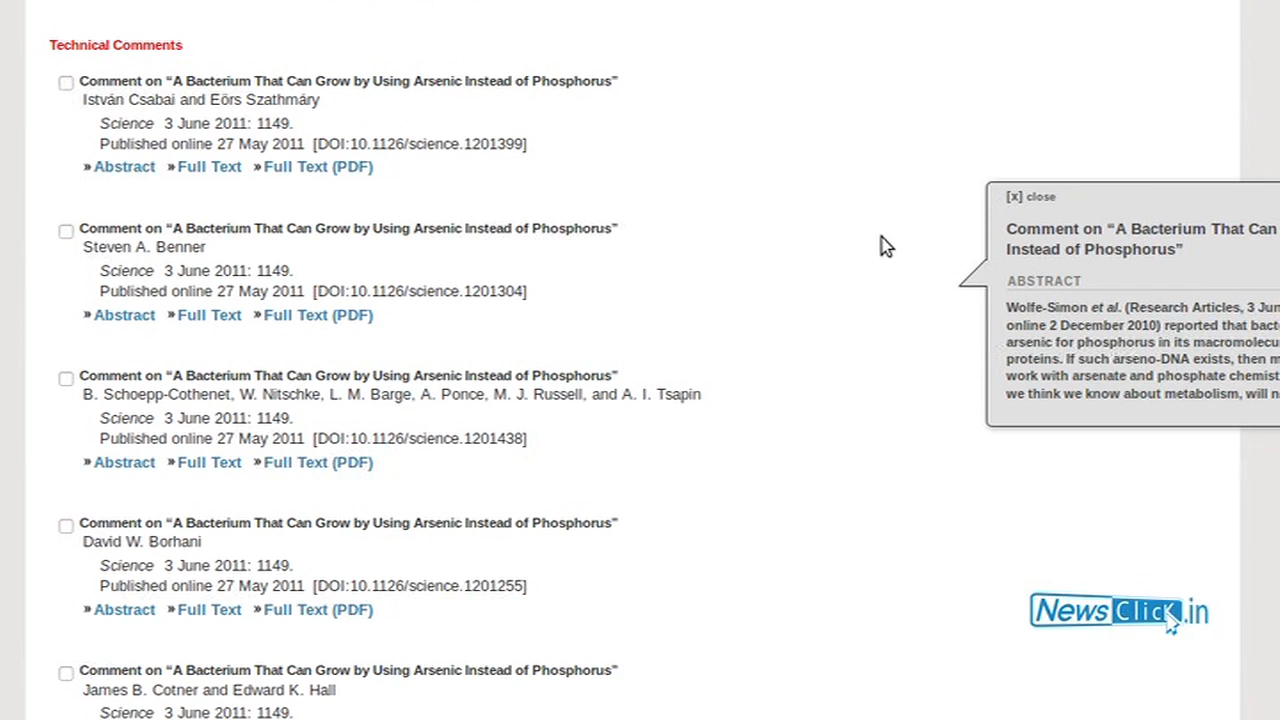 Technical Comments
Comment on “A Bacterium That Can Grow by Using Arsenic Instead of Phosphorus”
István Csabai and Eörs Szathmáry
Science 3 June 2011: 1149.
Published online 27 May 2011 [DOI:10.1126/science.1201399]
» Abstract » Full Text » Full Text (PDF)
Comment on “A Bacterium That Can Grow by Using Arsenic Instead of Phosphorus”
Steven A. Benner
Science 3 June 2011: 1149.
Published online 27 May 2011 [DOI:10.1126/science.1201304]
» Abstract » Full Text » Full Text (PDF)
Comment on “A Bacterium That Can Grow by Using Arsenic Instead of Phosphorus”
B. Schoepp-Cothenet, W. Nitschke, L. M. Barge, A. Ponce, M. J. Russell, and A. I. Tsapin
Science 3 June 2011: 1149.
Published online 27 May 2011 [DOI:10.1126/science.1201438]
» Abstract » Full Text » Full Text (PDF)
Comment on “A Bacterium That Can Grow by Using Arsenic Instead of Phosphorus”
David W. Borhani
Science 3 June 2011: 1149.
Published online 27 May 2011 [DOI:10.1126/science.1201255]
» Abstract » Full Text » Full Text (PDF)
Comment on “A Bacterium That Can Grow by Using Arsenic Instead of Phosphorus”
James B. Cotner and Edward K. Hall
Science 3 June 2011: 1149.
[x] close
Comment on “A Bacterium That Can
Instead of Phosphorus”
ABSTRACT
Wolfe-Simon et al. (Research Articles, 3 Jun
online 2 December 2010) reported that bact
arsenic for phosphorus in its macromolecu
proteins. If such arseno-DNA exists, then m
work with arsenate and phosphate chemist
we think we know about metabolism, will n
NewsClick.in